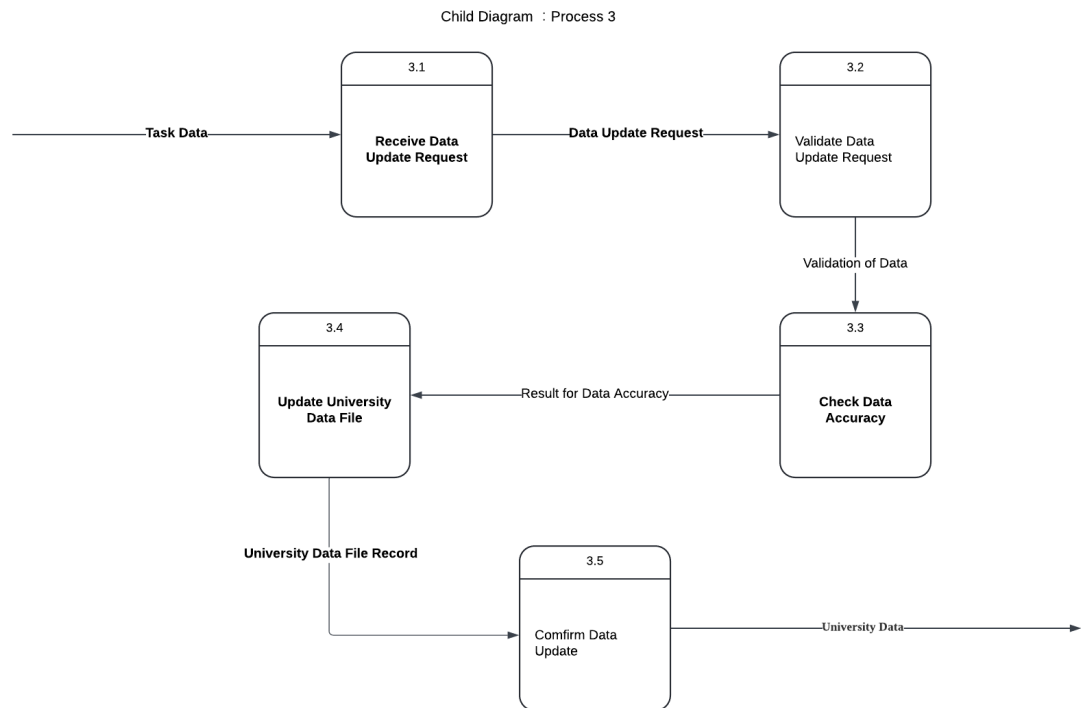 Child Diagram ：Process 3
3.1
3.2
Task Data
Receive Data
Update Request
Data Update Request
Validate Data
Update Request
Validation of Data
3.4
3.3
Update University
Data File
Result for Data Accuracy
Check Data
Accuracy
University Data File Record
3.5
Comfirm Data
Update
University Data